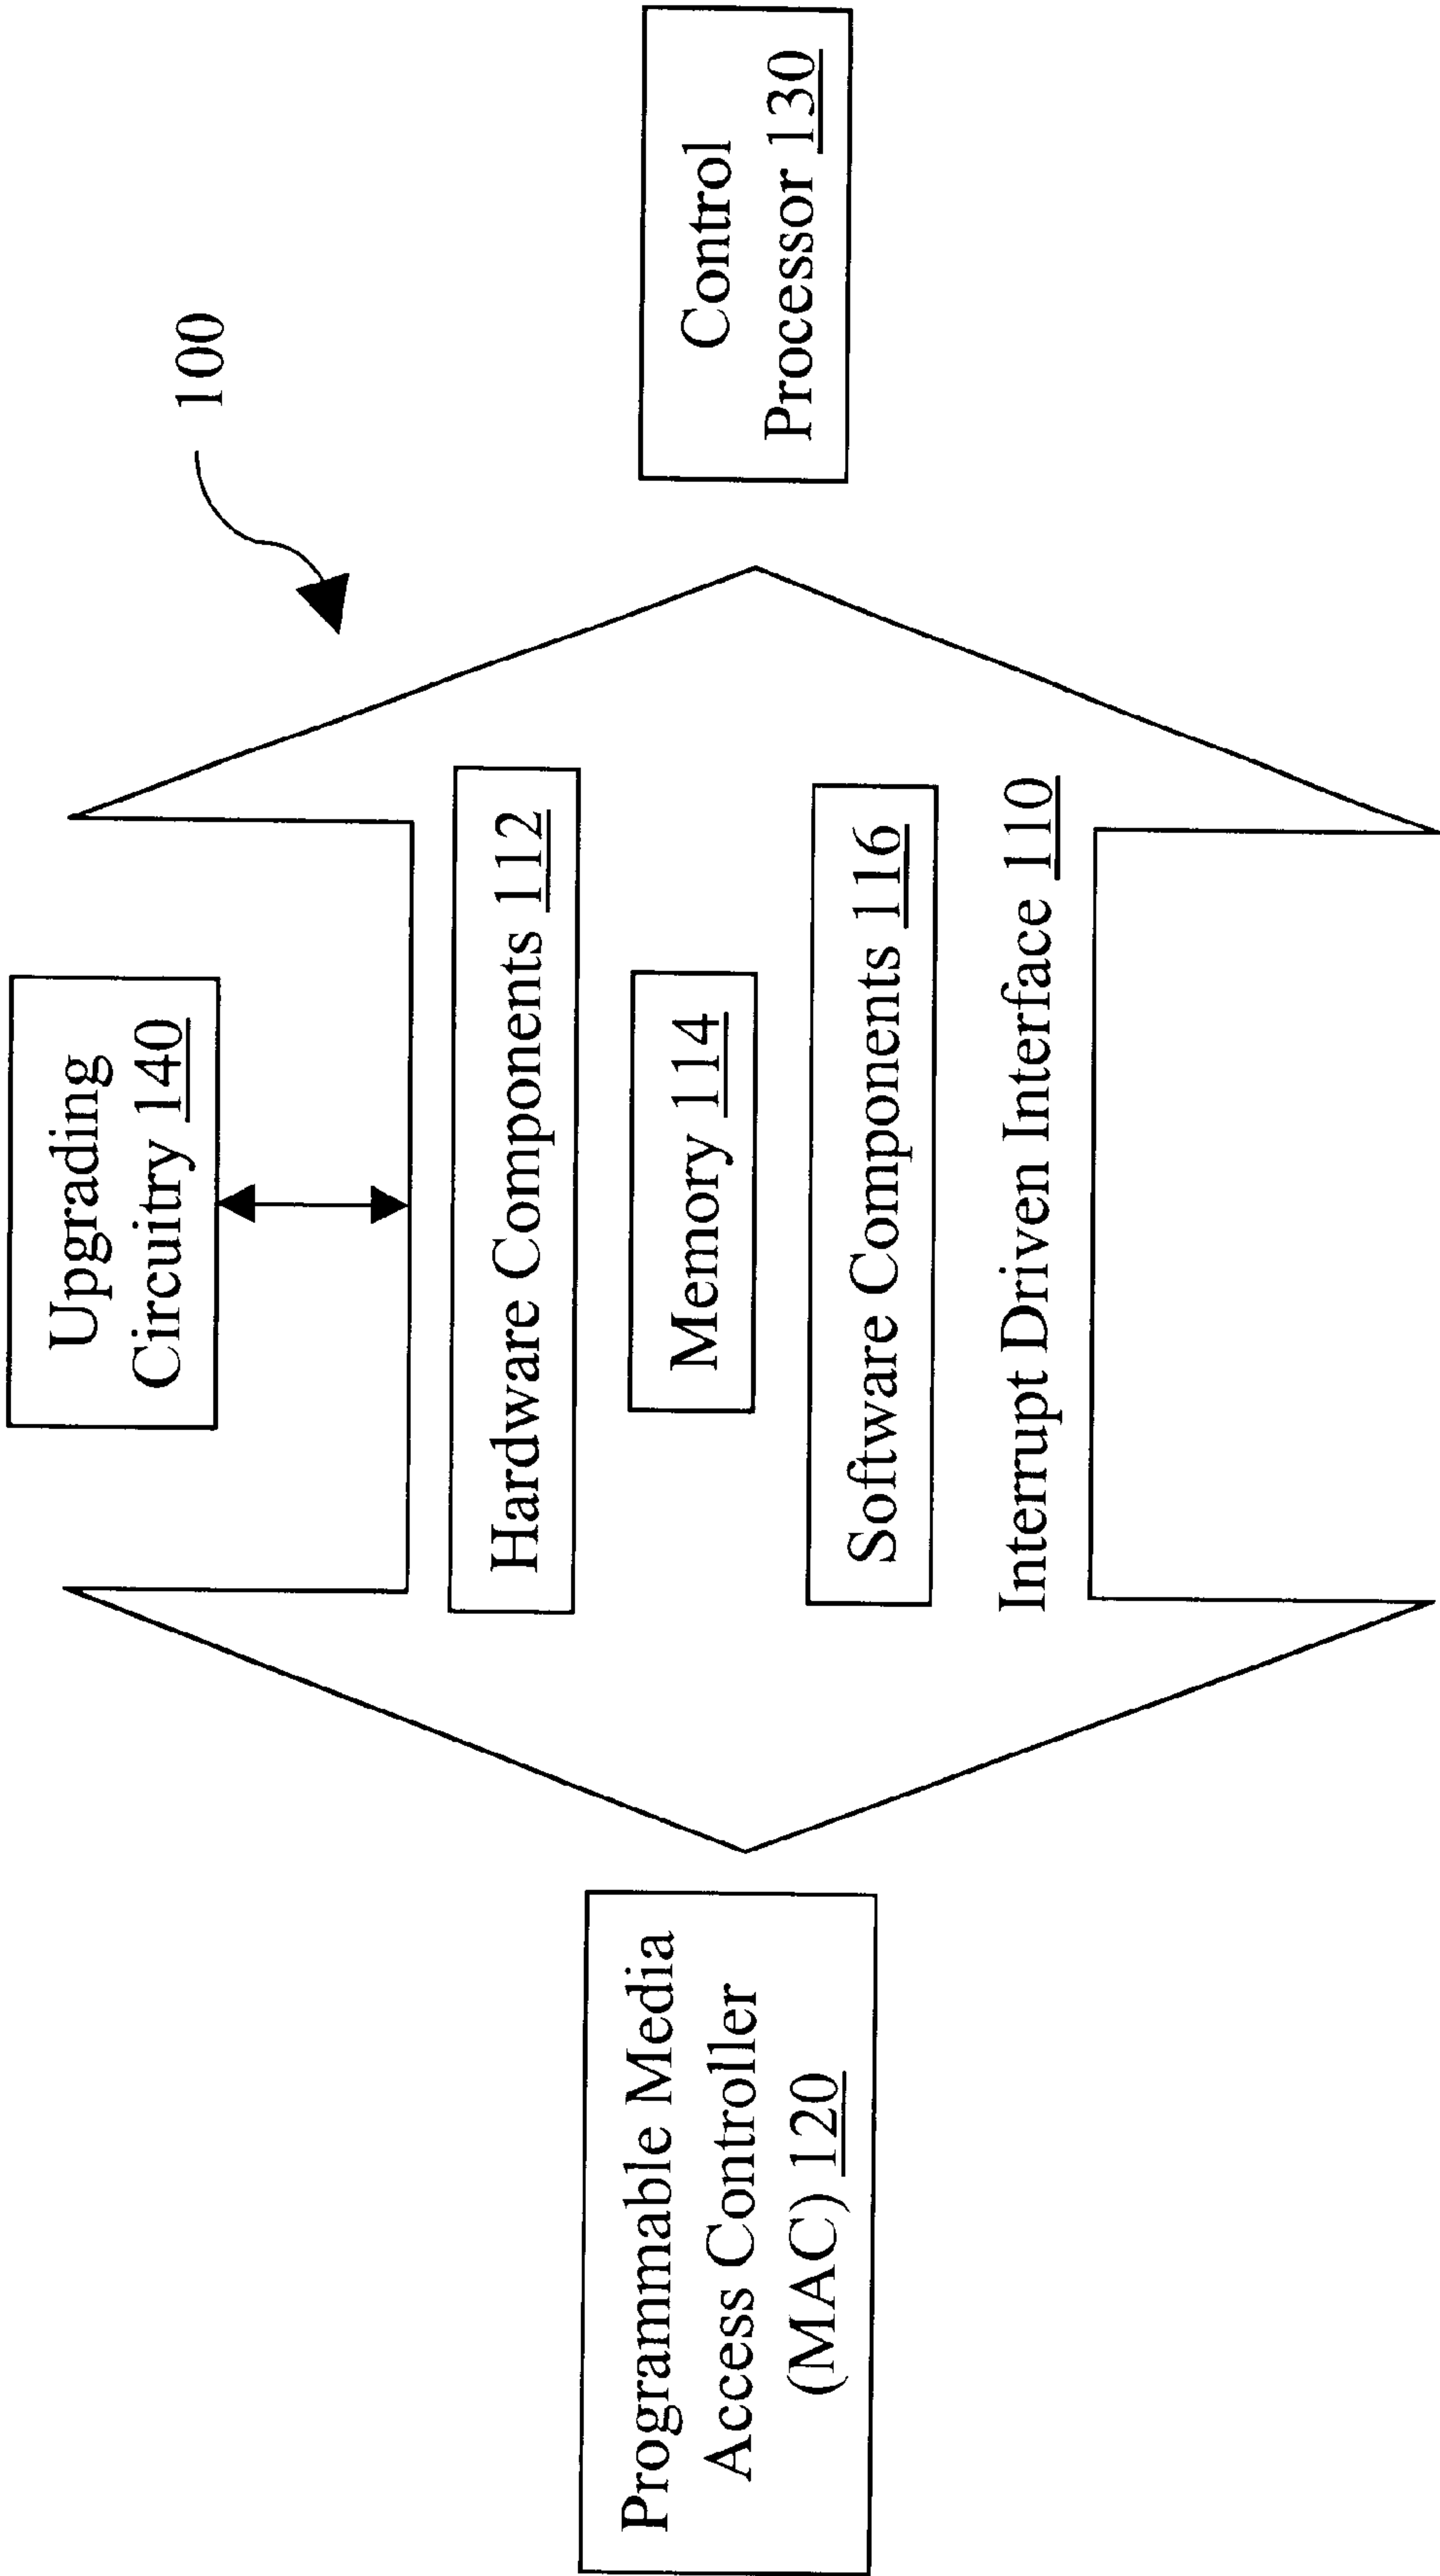 Upgrading
Circuitry 140
100
Hardware Components 112
Memory 114
Software Components 116
Interrupt Driven Interface 110
Programmable Media
Access Controller
(MAC) 120
Control
Processor 130